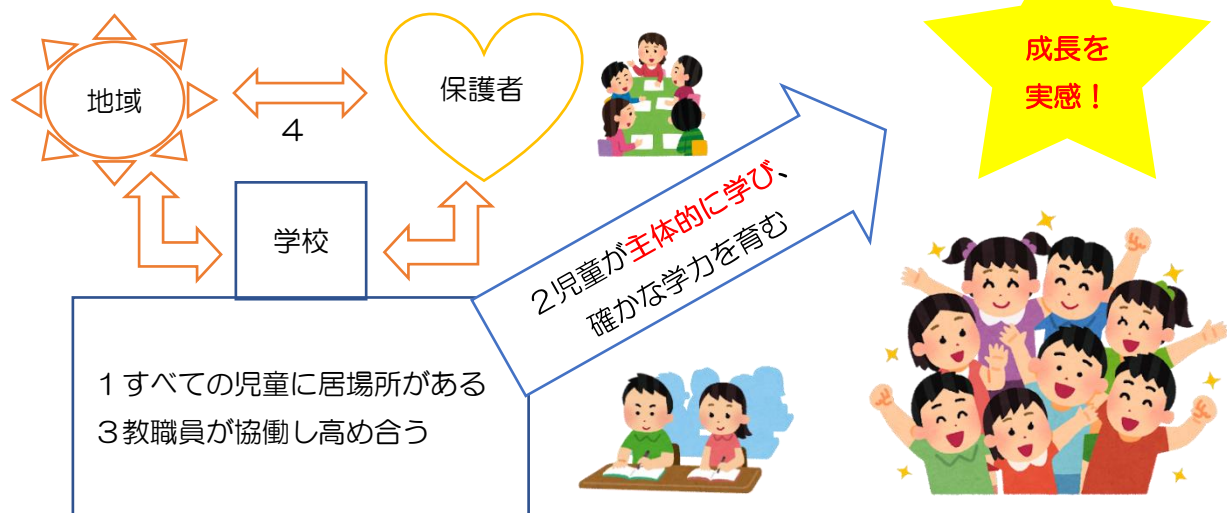 地域
4
保護者
学校
成長を
実感！
２児童が主体的に学び、
確かな学力を育む
１すべての児童に居場所がある
３教職員が協働し高め合う